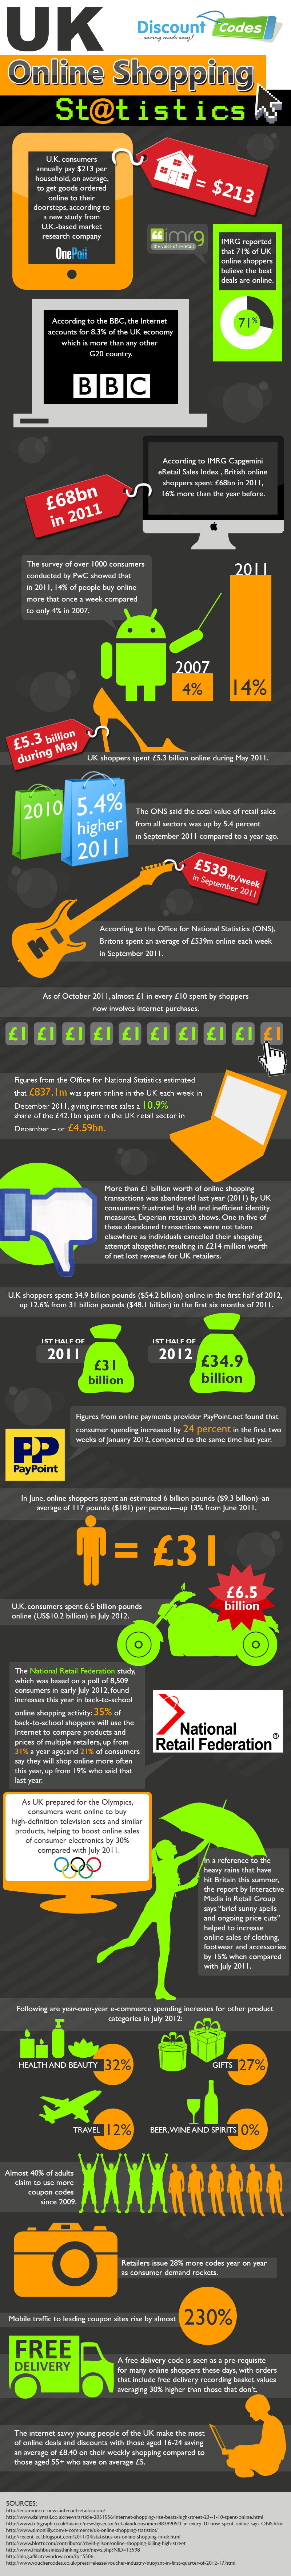 UK
Discount Codes
...saving made easy!
Online Shopping
St@tistics
U.K. consumers
annually pay $213 per
household, on average,
to get goods ordered
online to their
doorsteps, according to
a new study from
U.K.-based market
research company
OnePoll
= $213
imrg
the voice of e-retail
IMRG reported
that 71% of UK
online shoppers
believe the best
deals are online.
71%
According to the BBC, the Internet
accounts for 8.3% of the UK economy
which is more than any other
G20 country.
BBC
According to IMRG Capgemini
eRetail Sales Index , British online
shoppers spent £68bn in 2011,
16% more than the year before.
£68bn
in 2011
The survey of over 1000 consumers
conducted by PwC showed that
in 2011, 14% of people buy online
more that once a week compared
to only 4% in 2007.
2011
2007
4%
14%
£5.3 billion
during May
UK shoppers spent £5.3 billion online during May 2011.
2010
5.4%
higher
2011
The ONS said the total value of retail sales
from all sectors was up by 5.4 percent
in September 2011 compared to a year ago.
£539m/week
in September 2011
According to the Office for National Statistics (ONS),
Britons spent an average of £539m online each week
in September 2011.
As of October 2011, almost £1 in every £10 spent by shoppers
now involves internet purchases.
£1 £1 £1 £1 £1 £1 £1 £1 £1 £1
Figures from the Office for National Statistics estimated
that £837.1m was spent online in the UK each week in
December 2011, giving internet sales a 10.9%
share of the £42.1bn spent in the UK retail sector in
December – or £4.59bn.
More than £1 billion worth of online shopping
transactions was abandoned last year (2011) by UK
consumers frustrated by old and inefficient identity
measures, Experian research shows. One in five of
these abandoned transactions were not taken
elsewhere as individuals cancelled their shopping
attempt altogether, resulting in £214 million worth
of net lost revenue for UK retailers.
U.K shoppers spent 34.9 billion pounds ($54.2 billion) online in the first half of 2012,
up 12.6% from 31 billion pounds ($48.1 billion) in the first six months of 2011.
1ST HALF OF
2011
£31
billion
1ST HALF OF
2012
£34.9
billion
PP
PayPoint
Figures from online payments provider PayPoint.net found that
consumer spending increased by 24 percent in the first two
weeks of January 2012, compared to the same time last year.
In June, online shoppers spent an estimated 6 billion pounds ($9.3 billion)–an
average of 117 pounds ($181) per person—up 13% from June 2011.
= £31
£6.5
billion
U.K. consumers spent 6.5 billion pounds
online (US$10.2 billion) in July 2012.
The National Retail Federation study,
which was based on a poll of 8,509
consumers in early July 2012, found
increases this year in back-to-school
online shopping activity: 35% of
back-to-school shoppers will use the
Internet to compare products and
prices of multiple retailers, up from
31% a year ago; and 21% of consumers
say they will shop online more often
this year, up from 19% who said that
last year.
National
Retail Federation®
As UK prepared for the Olympics,
consumers went online to buy
high-definition television sets and similar
products, helping to boost online sales
of consumer electronics by 30%
compared with July 2011.
In a reference to the
heavy rains that have
hit Britain this summer,
the report by Interactive
Media in Retail Group
says "brief sunny spells
and ongoing price cuts"
helped to increase
online sales of clothing,
footwear and accessories
by 15% when compared
with July 2011.
Following are year-over-year e-commerce spending increases for other product
categories in July 2012:
HEALTH AND BEAUTY 32%
GIFTS 27%
TRAVEL 12%
BEER, WINE AND SPIRITS 0%
Almost 40% of adults
claim to use more
coupon codes
since 2009.
Retailers issue 28% more codes year on year
as consumer demand rockets.
Mobile traffic to leading coupon sites rise by almost 230%
FREE
DELIVERY
A free delivery code is seen as a pre-requisite
for many online shoppers these days, with orders
that include free delivery recording basket values
averaging 30% higher than those that don't.
The internet savvy young people of the UK make the most
of online deals and discounts with those aged 16-24 saving
an average of £8.40 on their weekly shopping compared to
those aged 55+ who save on average £5.
SOURCES:
http://ecommerce-news.internetretailer.com/